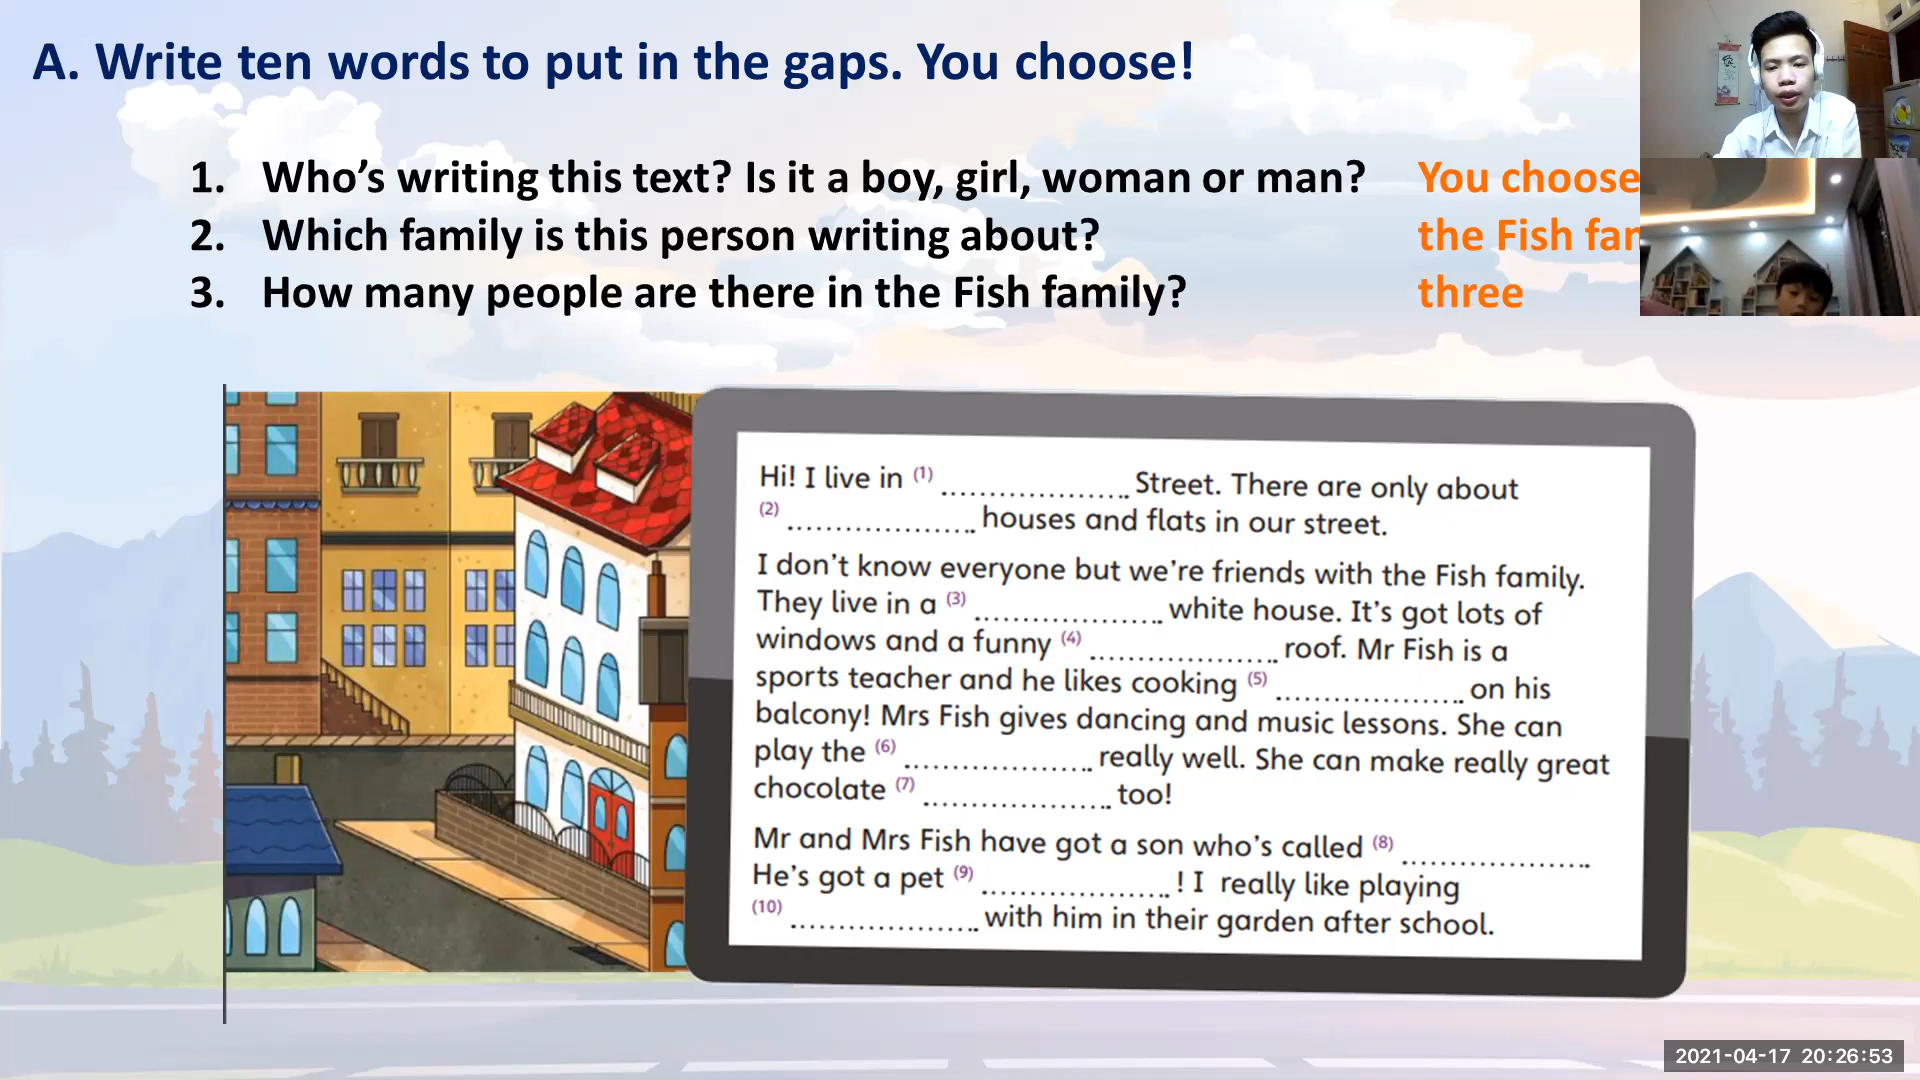 A. Write ten words to put in the gaps. You choose!
1. Who's writing this text? Is it a boy, girl, woman or man? You choose
2. Which family is this person writing about? the Fish
3. How many people are there in the Fish family? three
Hi! I live in (1) ................... Street. There are only about
(2) ................... houses and flats in our street.
I don't know everyone but we're friends with the Fish family.
They live in a (3) ................... white house. It's got lots of
windows and a funny (4) ................... roof. Mr Fish is a
sports teacher and he likes cooking (5) ................... on his
balcony! Mrs Fish gives dancing and music lessons. She can
play the (6) ................... really well. She can make really great
chocolate (7) ................... too!
Mr and Mrs Fish have got a son who's called (8) ...................
He's got a pet (9) ................... ! I really like playing
(10) ................... with him in their garden after school.
2021-04-17 20:26:53